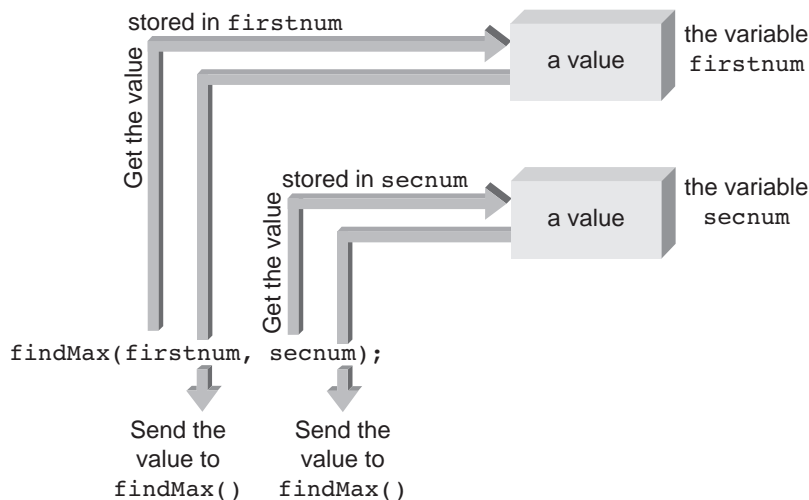 stored in firstnum
Get the value
a value
the variable
firstnum
stored in secnum
Get the value
a value
the variable
secnum
findMax(firstnum, secnum);
Send the
value to
findMax()
Send the
value to
findMax()